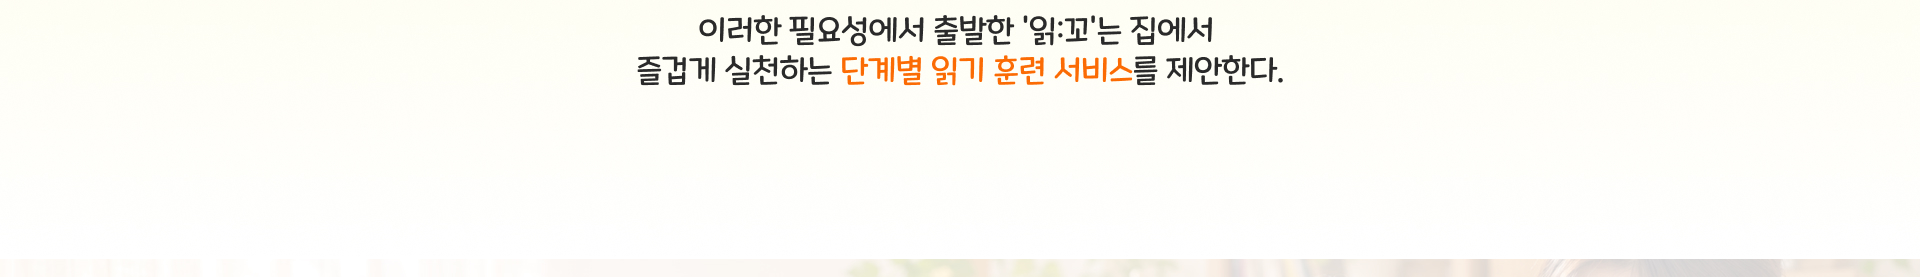 이러한 필요성에서 출발한 '읽:꼬'는 집에서
즐겁게 실천하는 단계별 읽기 훈련 서비스를 제안한다.